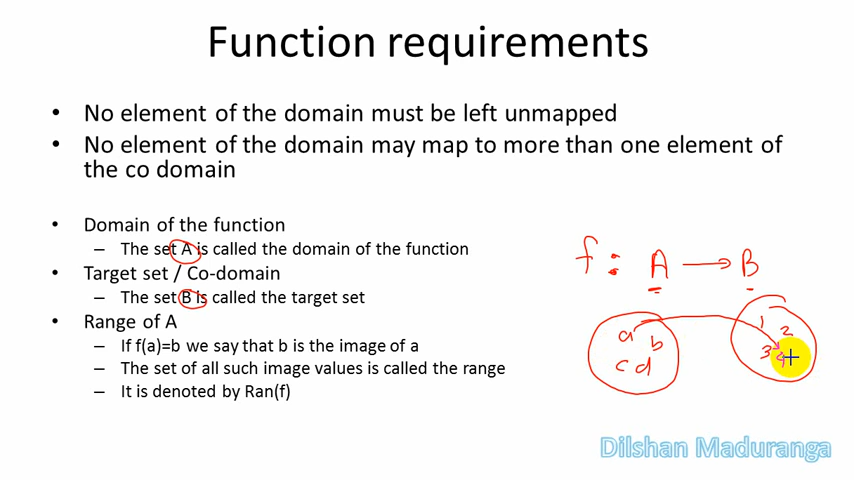 Function requirements
• No element of the domain must be left unmapped
• No element of the domain may map to more than one element of
the co domain
• Domain of the function
– The set A is called the domain of the function
• Target set / Co-domain
– The set B is called the target set
• Range of A
– If f(a)=b we say that b is the image of a
– The set of all such image values is called the range
– It is denoted by Ran(f)
f : A → B
a b
c d
1 2
3 4
Dilshan Maduranga